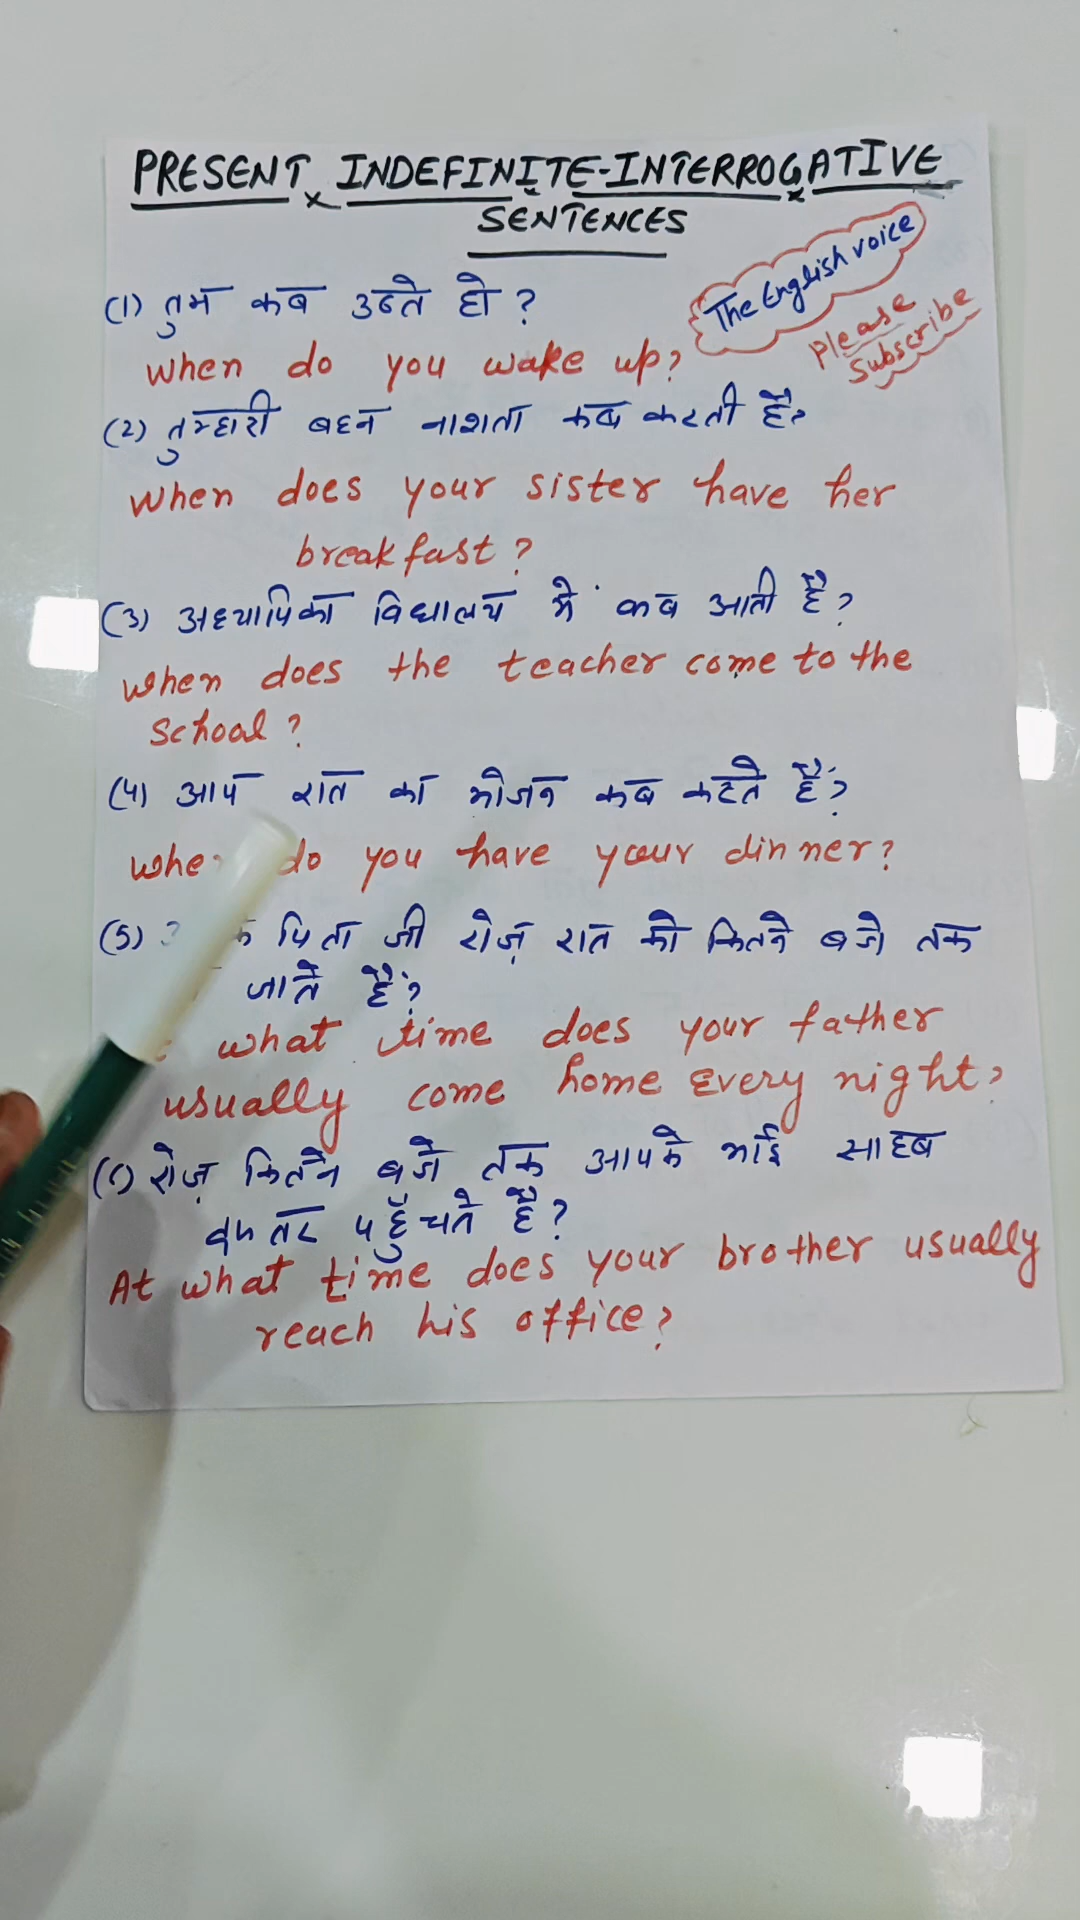 PRESENT INDEFINITE-INTERROGATIVE
SENTENCES
The English voice
Please
Subscribe
(1) तुम कब उठते हो ?
When do you wake up?
(2) तुम्हारी बहन नाशता कब करती है?
When does your sister have her
breakfast ?
(3) अध्यापिका विद्यालय में कब आती है ?
When does the teacher come to the
School ?
(4) आप रात का भोजन कब करते हैं ?
do you have your dinner?
(5) पिता जी रोज़ रात को कितने बजे तक
जाते हैं ?
what time does your father
usually come home Every night?
रोज़ कितने बजे तक आपके भाई साहब
दफ्तर पहुँचते हैं ?
At what time does your brother usually
reach his office?